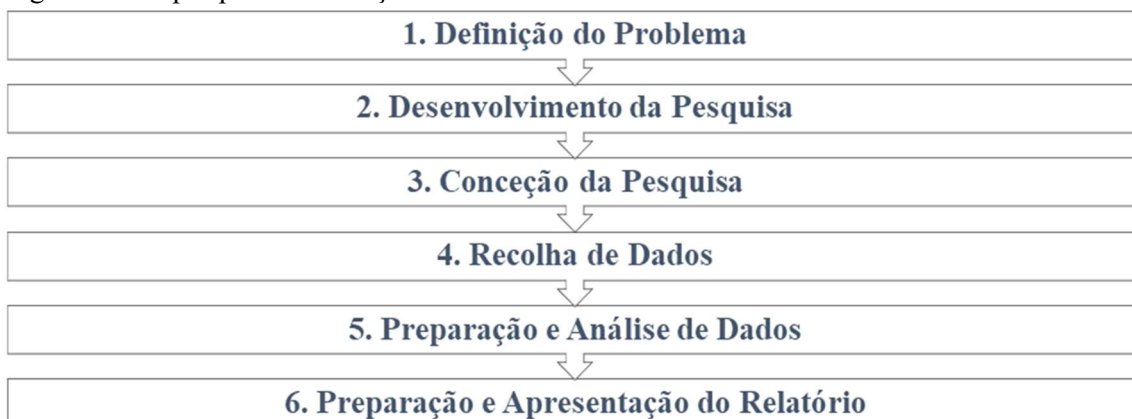 1. Definição do Problema
2. Desenvolvimento da Pesquisa
3. Conceção da Pesquisa
4. Recolha de Dados
5. Preparação e Análise de Dados
6. Preparação e Apresentação do Relatório